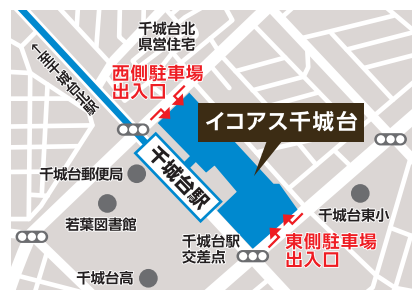 千城台北
県営住宅
↑至千城台北駅
西側駐車場
出入口
イコアス千城台
千城台駅
千城台郵便局
若葉図書館
千城台東小
千城台駅
交差点
東側駐車場
出入口
千城台高